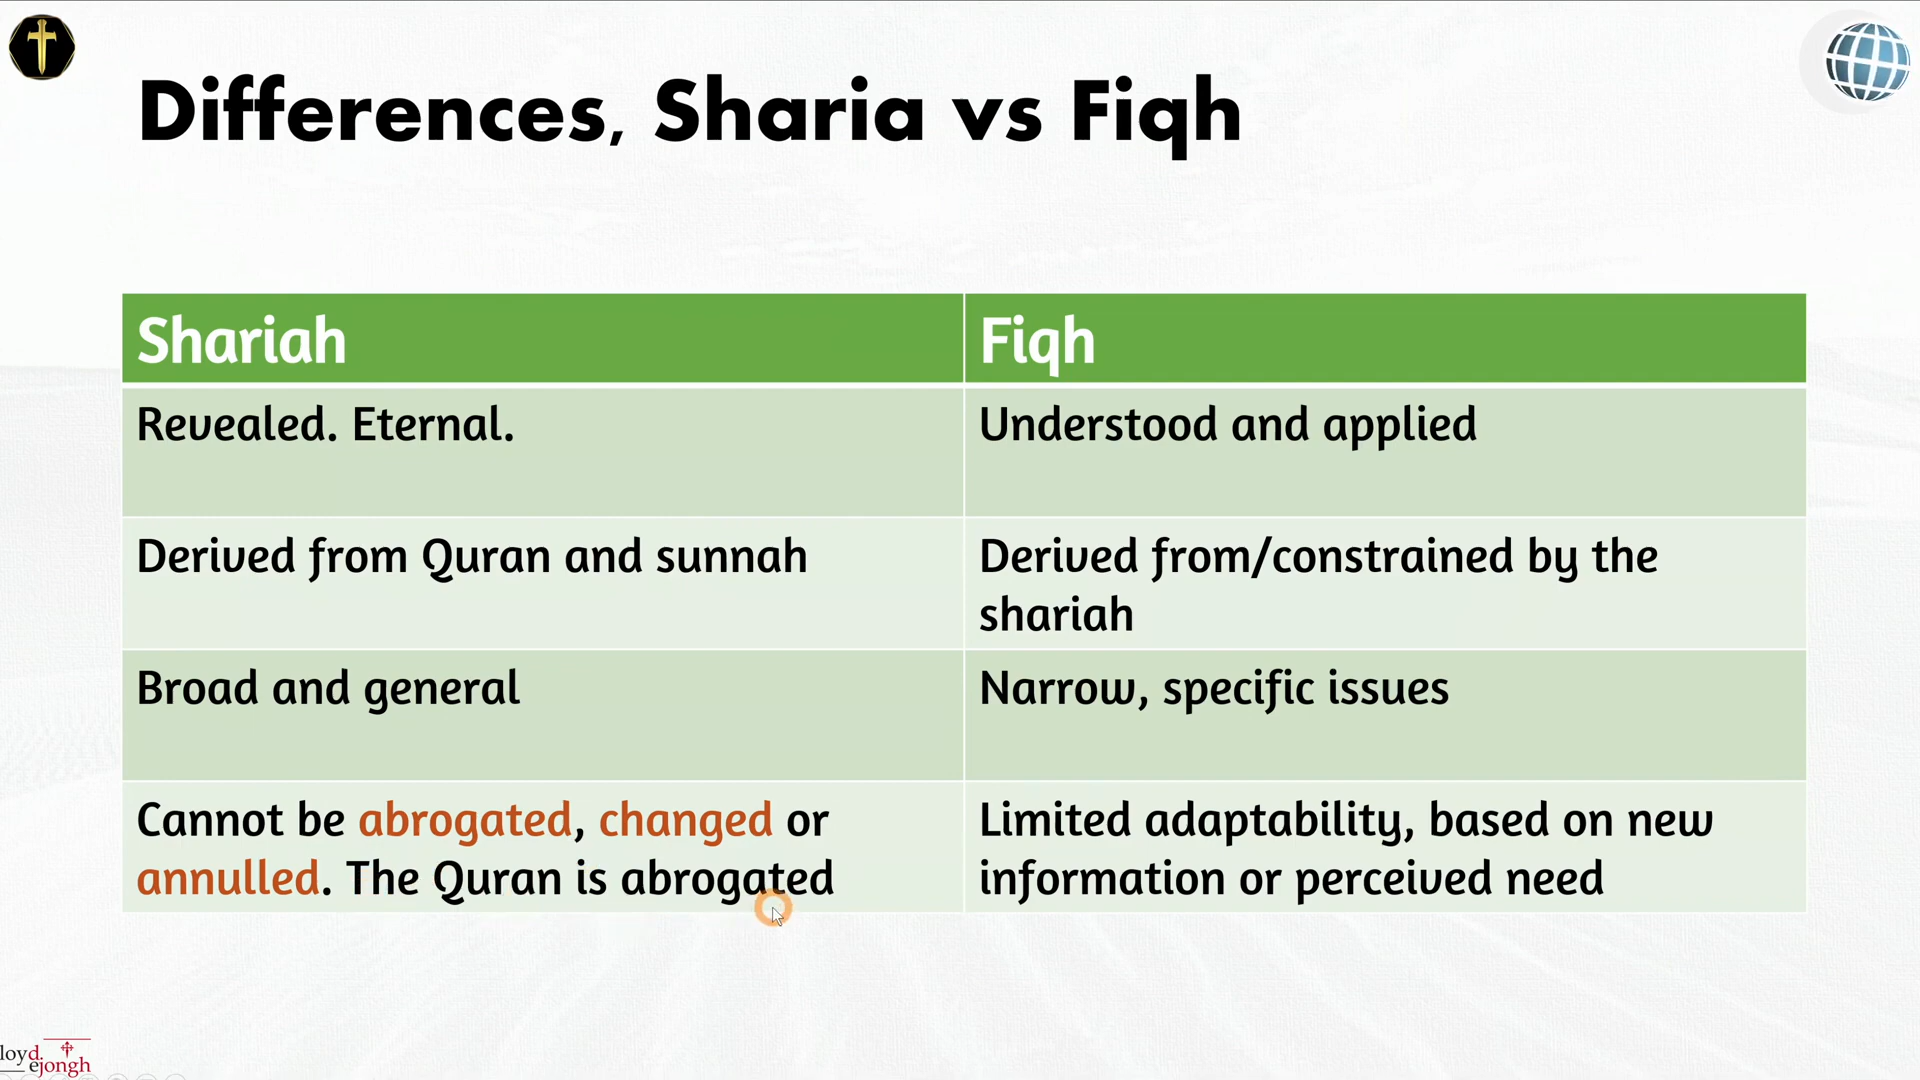 Differences, Sharia vs Fiqh
Shariah
Fiqh
Revealed. Eternal.
Understood and applied
Derived from Quran and sunnah
Derived from/constrained by the
shariah
Broad and general
Narrow, specific issues
Cannot be abrogated, changed or
annulled. The Quran is abrogated
Limited adaptability, based on new
information or perceived need
loyd.
ejongh